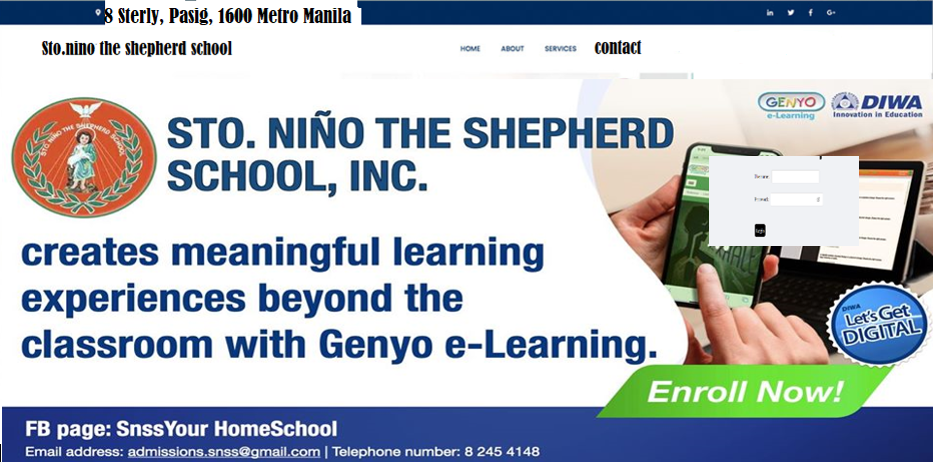 8 Sterly, Pasig, 1600 Metro Manila
Sto.nino the shepherd school
HOME ABOUT SERVICES contact
GENYO
e-Learning
DIWA
Innovation in Education
STO. NIÑO THE SHEPHERD SCHOOL
STO. NIÑO THE SHEPHERD
SCHOOL, INC.
creates meaningful learning
experiences beyond the
classroom with Genyo e-Learning.
Login
DIWA
Let's Get
DIGITAL
Enroll Now!
FB page: SnssYour HomeSchool
Email address: admissions.snss@gmail.com | Telephone number: 8 245 4148